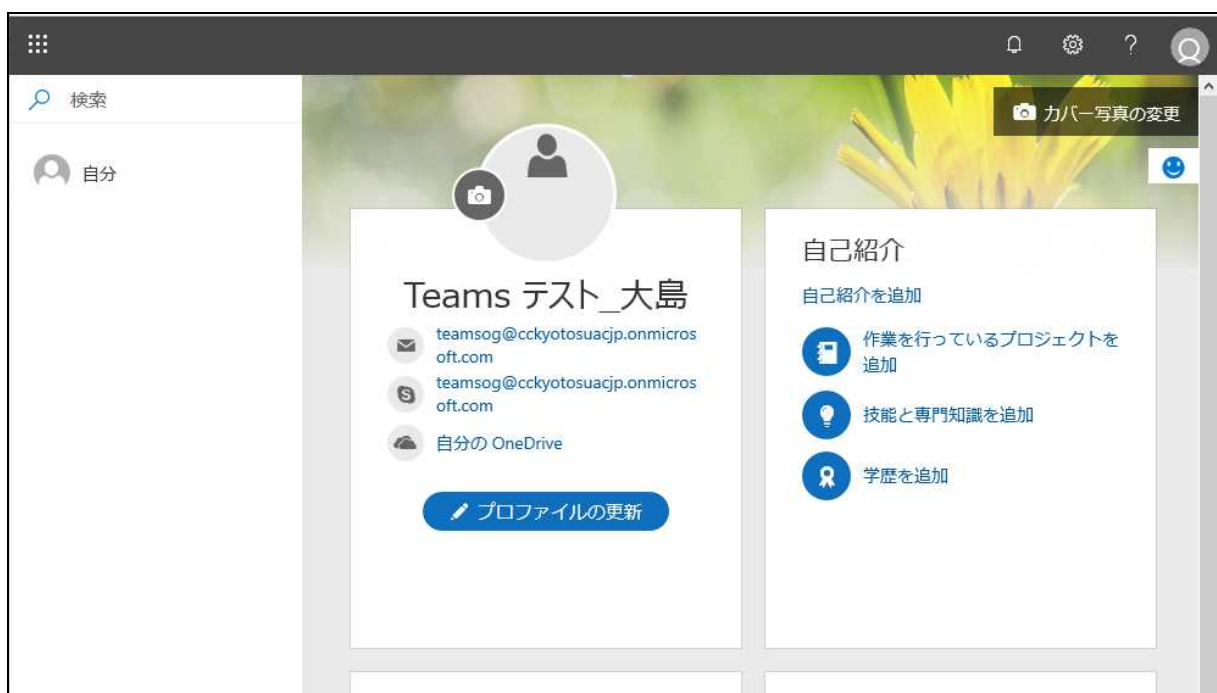 検索
自分
カバー写真の変更
Teams テスト_大島
teamsog@cckyotosuacjp.onmicros
oft.com
teamsog@cckyotosuacjp.onmicros
oft.com
自分の OneDrive
プロファイルの更新
自己紹介
自己紹介を追加
作業を行っているプロジェクトを
追加
技能と専門知識を追加
学歴を追加